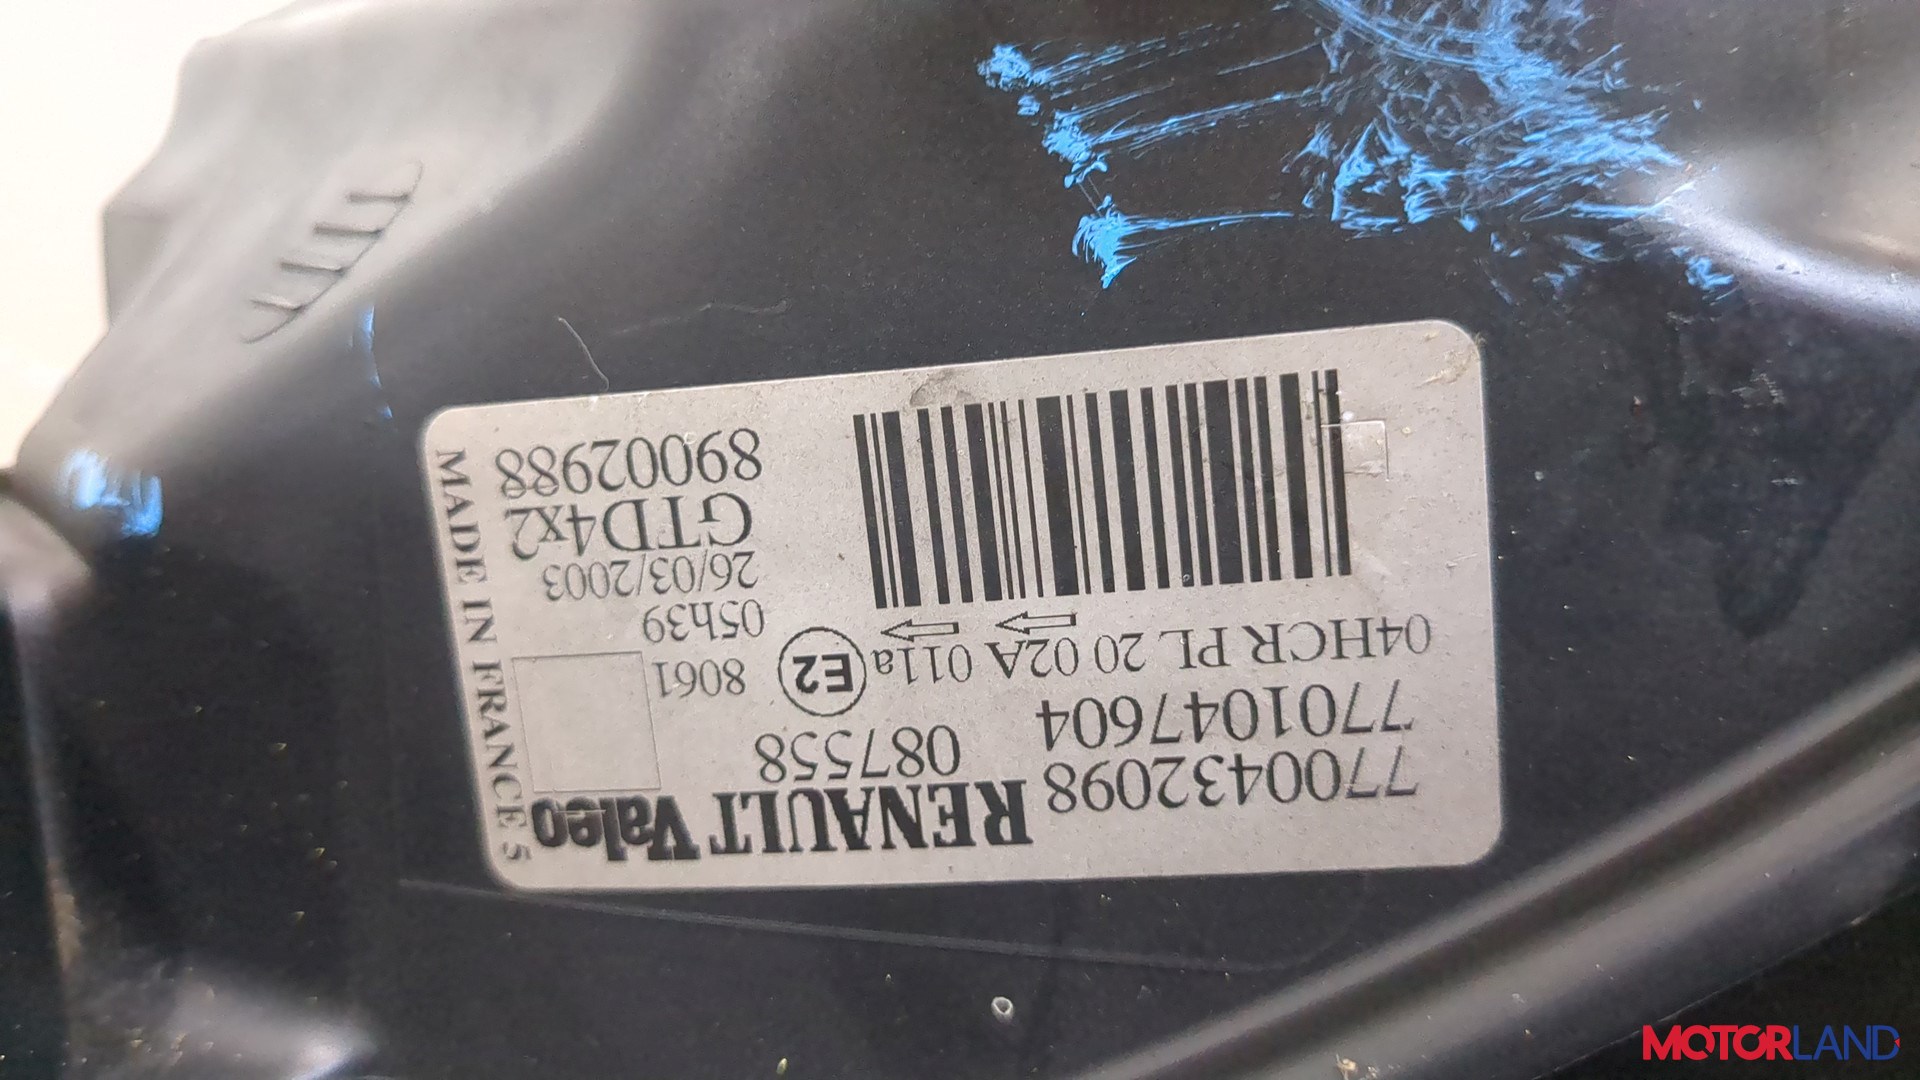 7700432098 RENAULT Valeo
7701047604 087558
04HCR PL 20 02A 011a E2 8061
05h39
26/03/2003
GTD4x2
89002988
MADE IN FRANCE 5
MOTORLAND